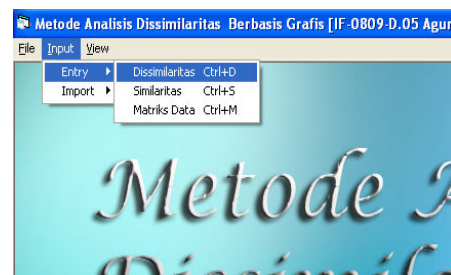 Metode Analisis Dissimilaritas Berbasis Grafis [IF-0809-D.05 Agun
File Input View
Entry Dissimilaritas Ctrl+D
Import Similaritas Ctrl+S
Matriks Data Ctrl+M
Metode